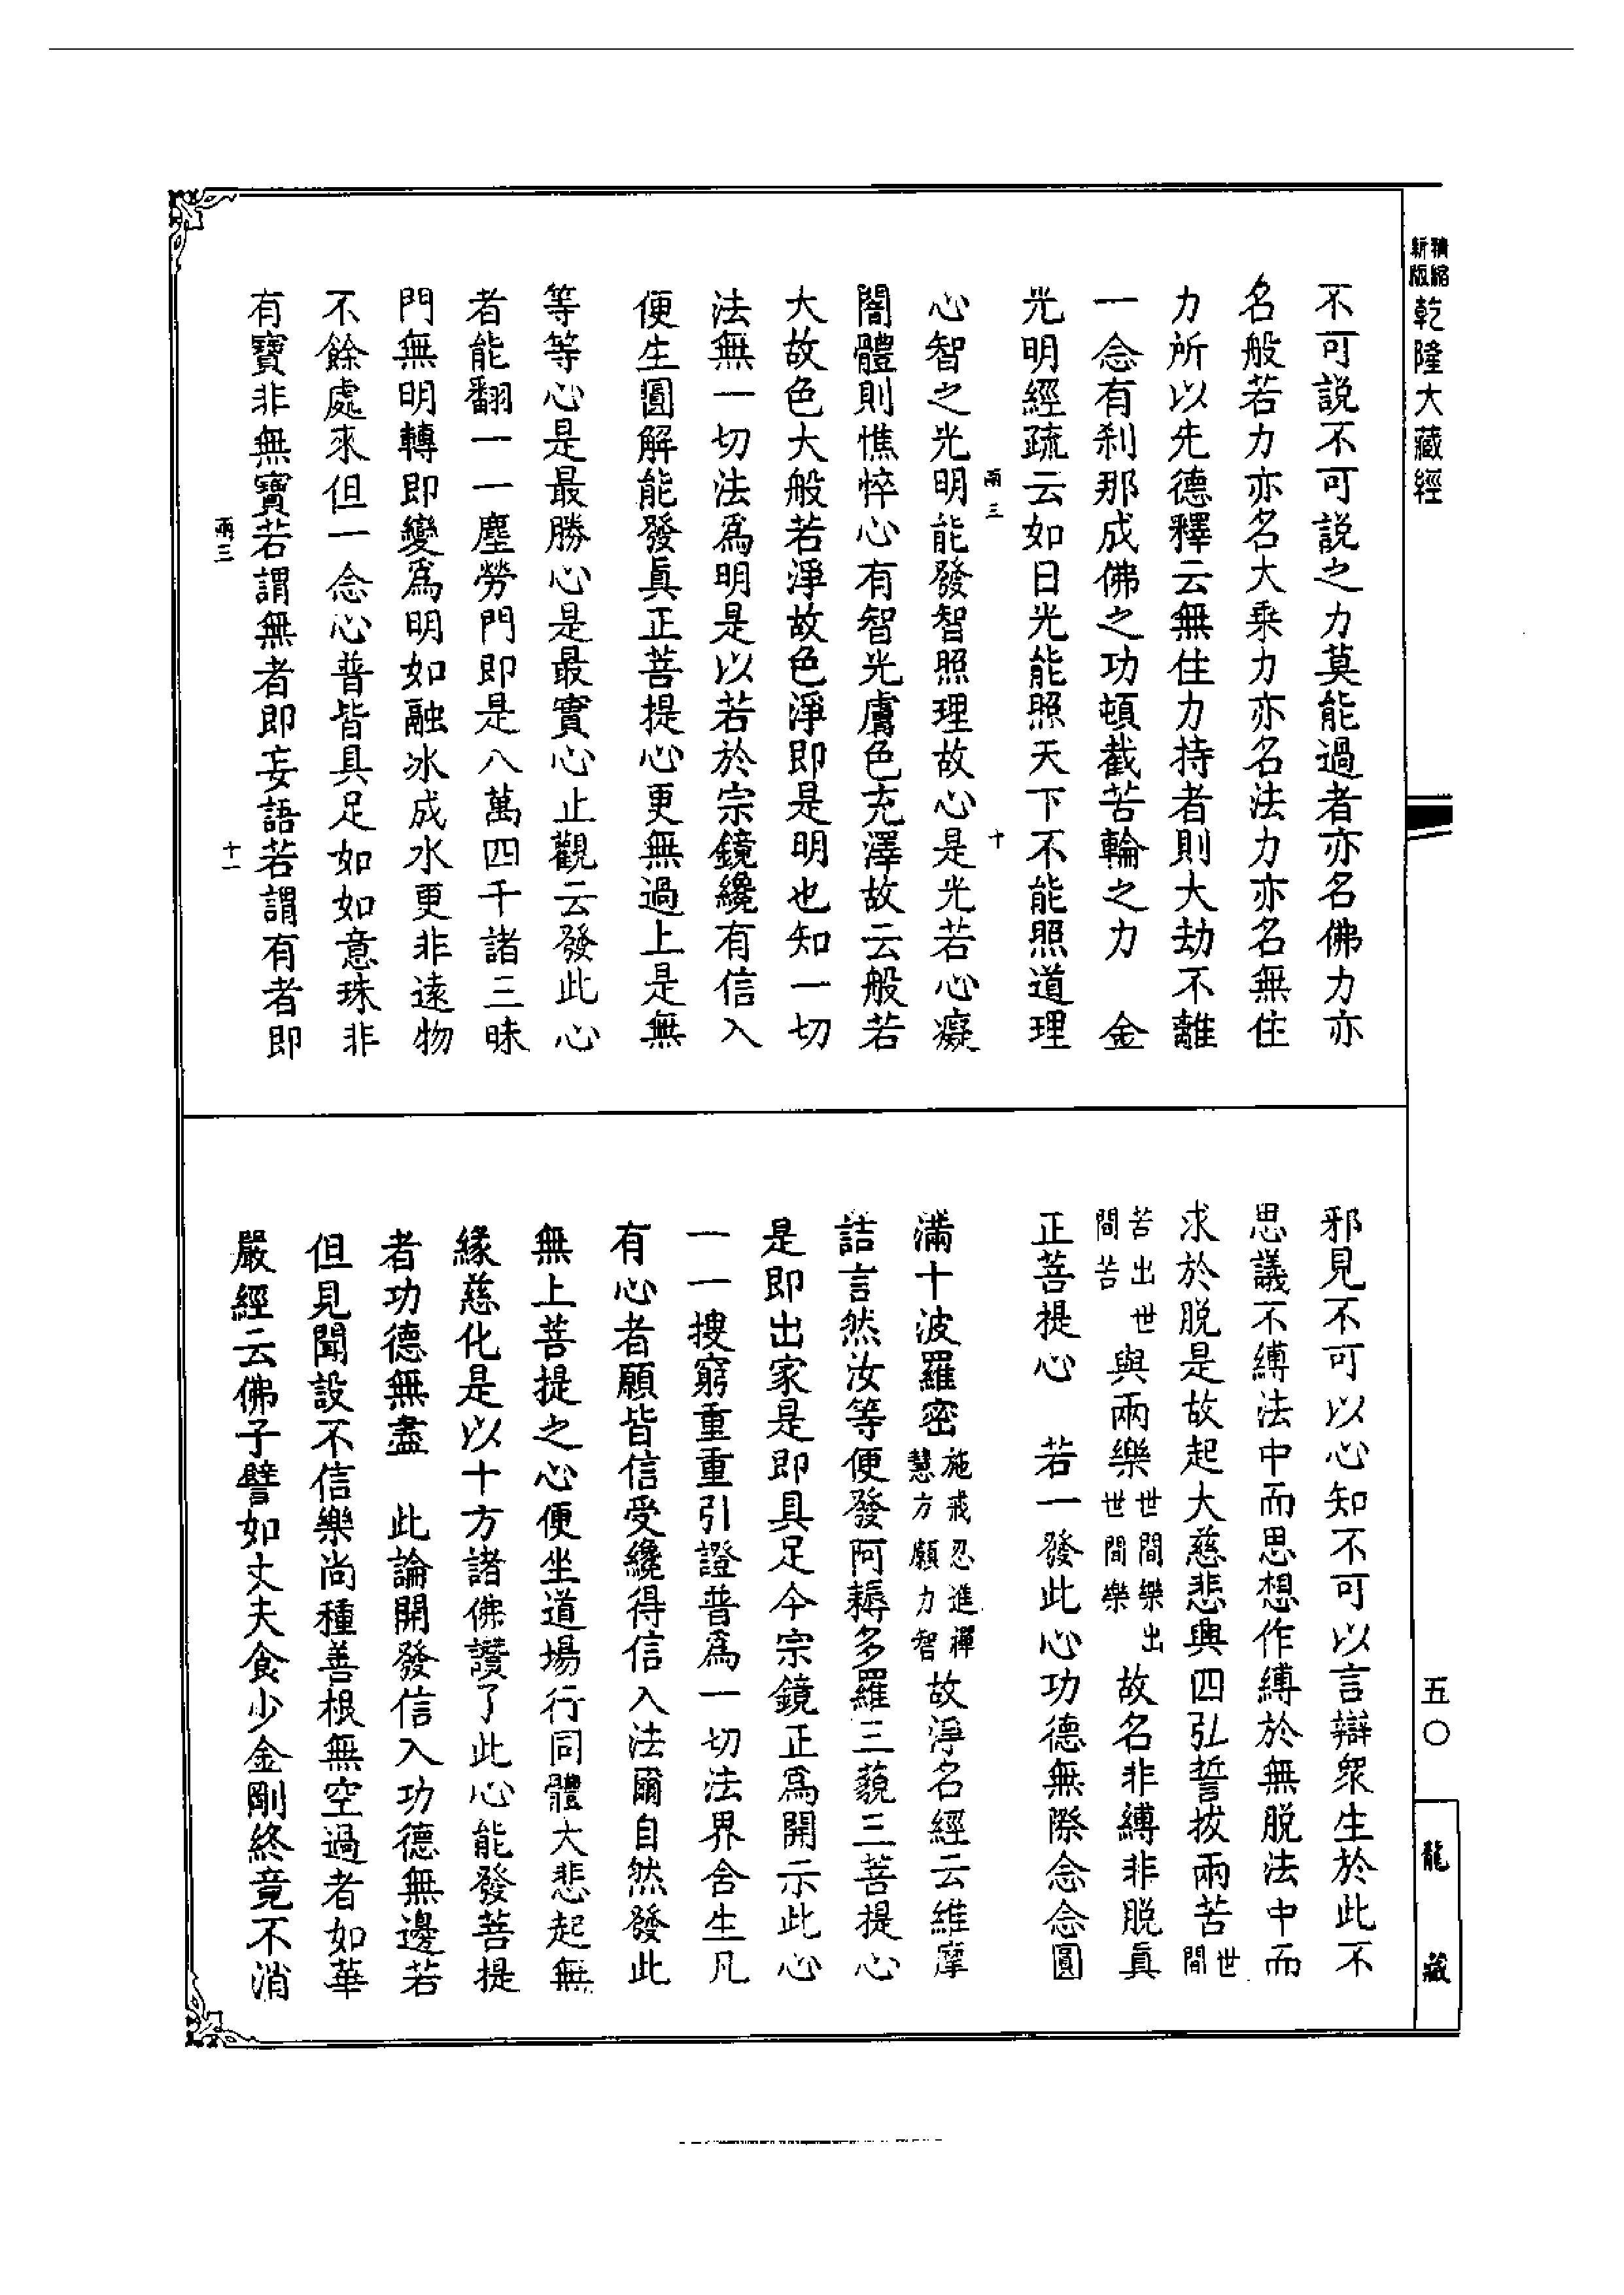 精縮新版 乾隆大藏經
不可説不可説之力莫能過者亦名佛力亦
名般若力亦名大乘力亦名法力亦名無住
力所以先德釋云無住力持者則大劫不離
一念有刹那成佛之功頓截苦輪之力　金
光明經疏云如日光能照天下不能照道理
兩三　十
心智之光明能發智照理故心是光若心癡
闇體則憔悴心有智光膚色充澤故云般若
大故色大般若淨故色淨即是明也知一切
法無一切法爲明是以若於宗鏡纔有信入
便生圓解能發眞正菩提心更無過上是無
等等心是最勝心是最實心止觀云發此心
者能翻一一塵勞門即是八萬四千諸三昧
門無明轉即變爲明如融冰成水更非遠物
不餘處來但一念心普皆具足如如意珠非
有寶非無寶若謂無者即妄語若謂有者即
兩三　十一
邪見不可以心知不可以言辯衆生於此不
思議不縛法中而思想作縛於無脱法中而
求於脱是故起大慈悲興四弘誓拔兩苦世間
苦出世間苦與兩樂世間樂出世間樂故名非縛非脱眞
正菩提心　若一發此心功德無際念念圓
滿十波羅密施戒忍進禪慧方願力智故淨名經云維摩
詰言然汝等便發阿耨多羅三藐三菩提心
是即出家是即具足今宗鏡正爲開示此心
一一搜窮重重引證普爲一切法界含生凡
有心者願皆信受纔得信入法爾自然發此
無上菩提之心便坐道場行同體大悲起無
緣慈化是以十方諸佛讚了此心能發菩提
者功德無盡　此論開發信入功德無邊若
但見聞設不信樂尚種善根無空過者如華
嚴經云佛子譬如丈夫食少金剛終竟不消
五〇
龍藏